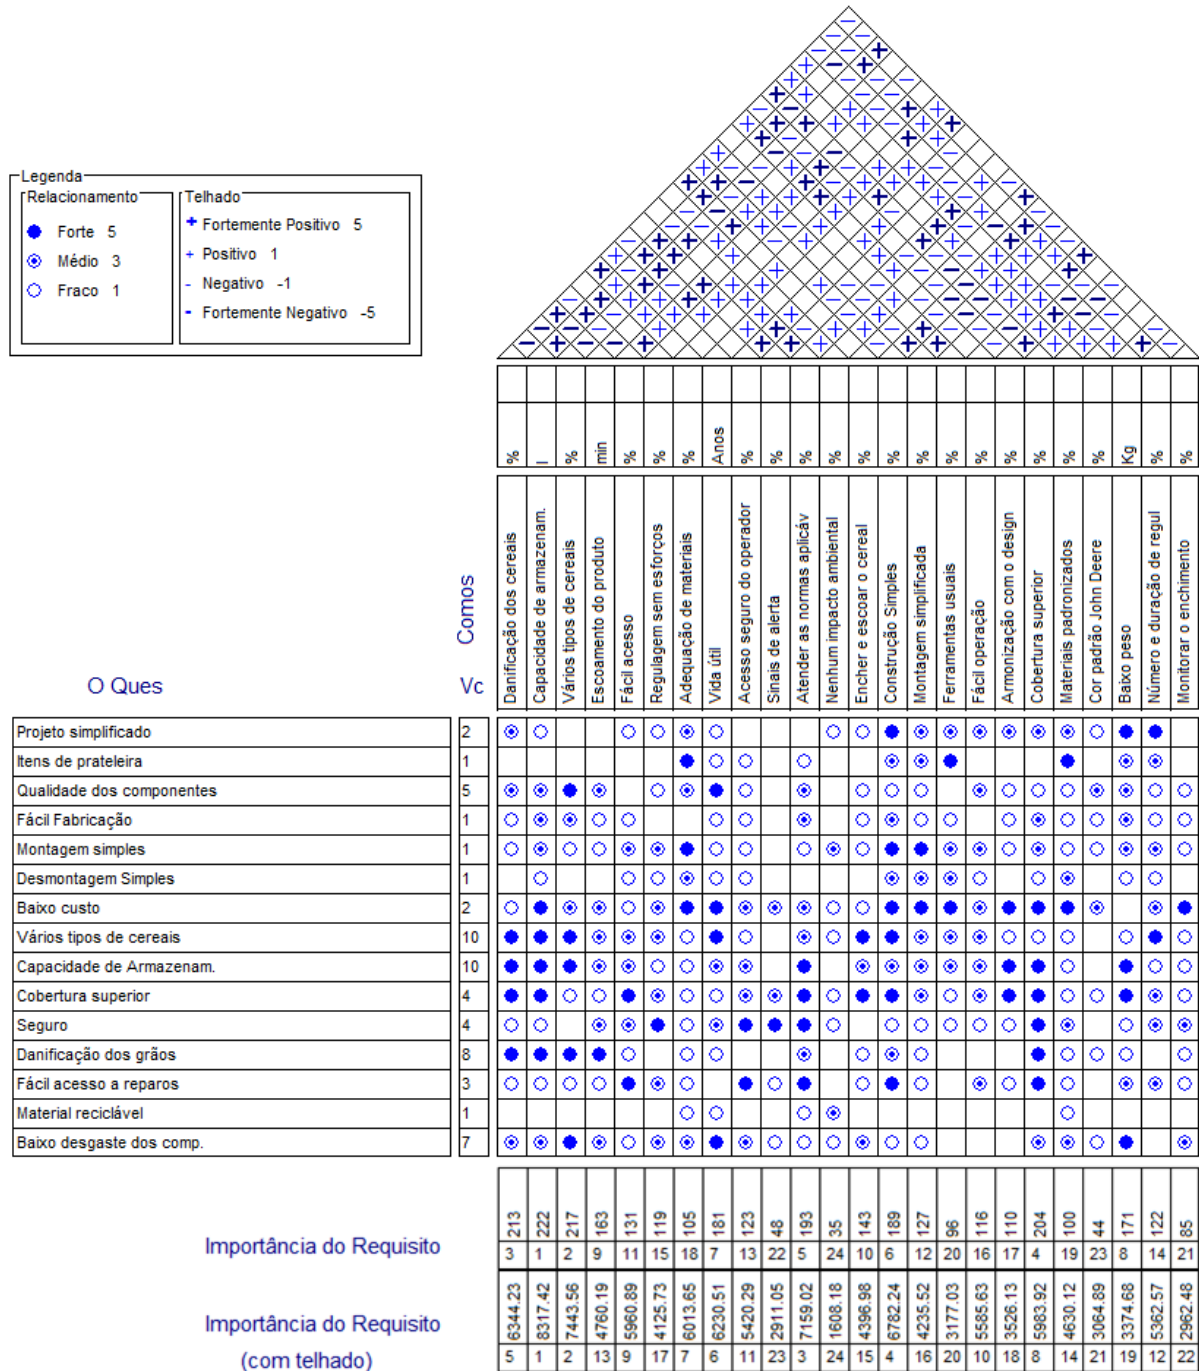 Legenda
Relacionamento
Forte 5
Médio 3
Fraco 1
Telhado
+ Fortemente Positivo 5
+ Positivo 1
- Negativo -1
- Fortemente Negativo -5
% l % min % % % Anos % % % % % % % % % % % % % Kg % %
Comos
Danificação dos cereais
Capacidade de armazenam.
Vários tipos de cereais
Escoamento do produto
Fácil acesso
Regulagem sem esforços
Adequação de materiais
Vida útil
Acesso seguro do operador
Sinais de alerta
Atender as normas aplicáv
Nenhum impacto ambiental
Encher e escoar o cereal
Construção Simples
Montagem simplificada
Ferramentas usuais
Fácil operação
Armonização com o design
Cobertura superior
Materiais padronizados
Cor padrão John Deere
Baixo peso
Número e duração de regul
Monitorar o enchimento
O Ques Vc
Projeto simplificado 2
Itens de prateleira 1
Qualidade dos componentes 5
Fácil Fabricação 1
Montagem simples 1
Desmontagem Simples 1
Baixo custo 2
Vários tipos de cereais 10
Capacidade de Armazenam. 10
Cobertura superior 4
Seguro 4
Danificação dos grãos 8
Fácil acesso a reparos 3
Material reciclável 1
Baixo desgaste dos comp. 7
Importância do Requisito
213 222 217 163 131 119 105 181 123 48 193 35 143 189 127 96 116 110 204 100 44 171 122 85
3 1 2 9 11 15 18 7 13 22 5 24 10 6 12 20 16 17 4 19 23 8 14 21
Importância do Requisito
(com telhado)
6344.23 8317.42 7443.56 4760.19 5960.89 4125.73 6013.65 6230.51 5420.29 2911.05 7159.02 1608.18 4396.98 6782.24 4235.52 3177.03 5585.63 3526.13 5983.92 4630.12 3064.89 3374.68 5362.57 2962.48
5 1 2 13 9 17 7 6 11 23 3 24 15 4 16 20 10 18 8 14 21 19 12 22